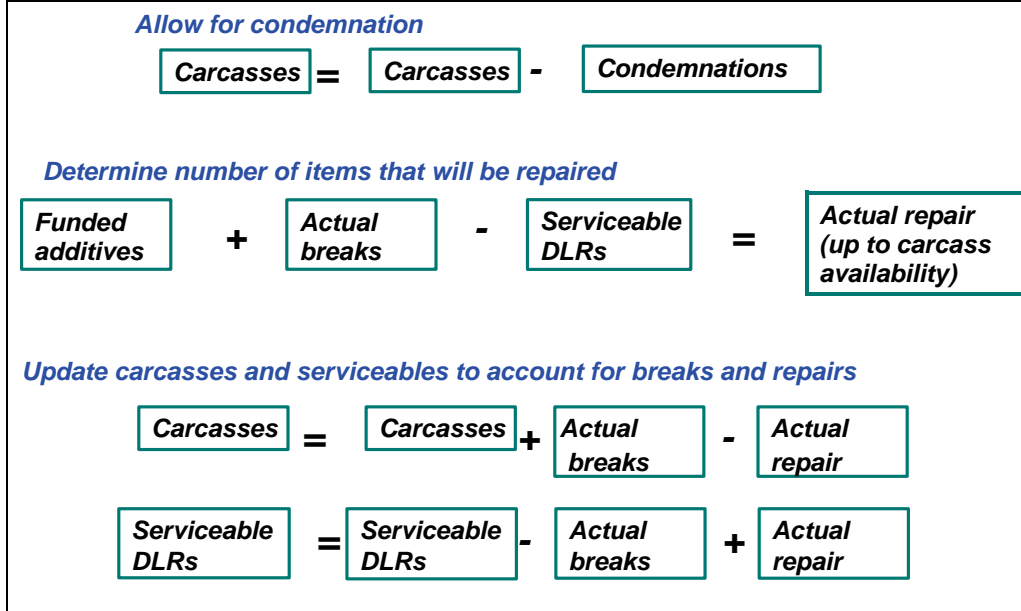 Allow for condemnation
Carcasses = Carcasses - Condemnations
Determine number of items that will be repaired
Funded additives + Actual breaks - Serviceable DLRs = Actual repair (up to carcass availability)
Update carcasses and serviceables to account for breaks and repairs
Carcasses = Carcasses + Actual breaks - Actual repair
Serviceable DLRs = Serviceable DLRs - Actual breaks + Actual repair